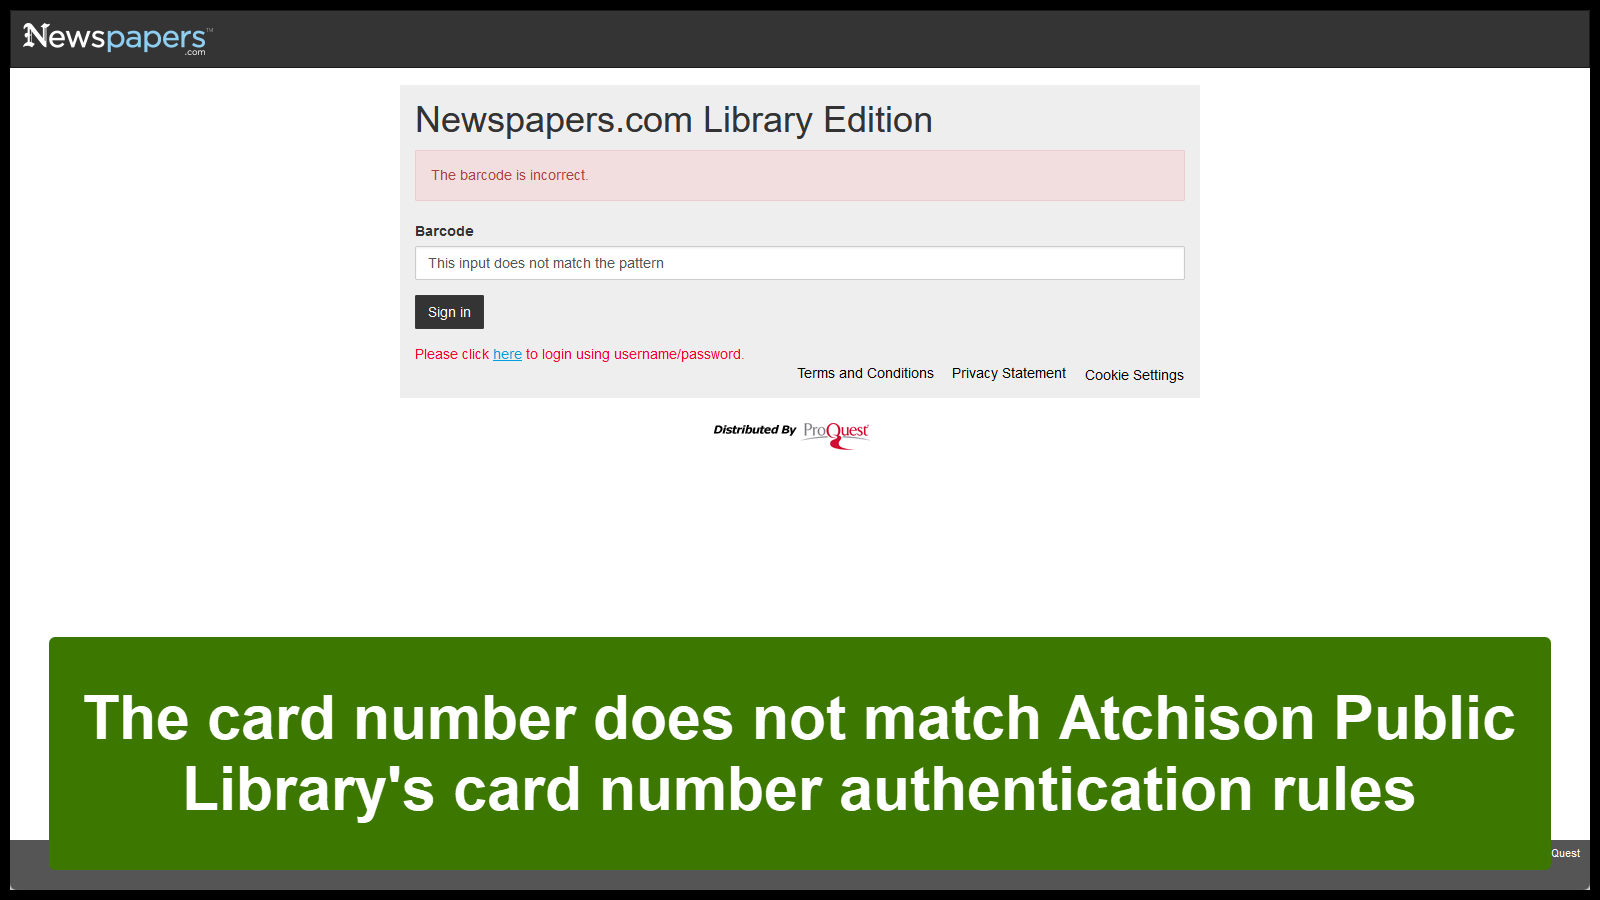 Newspapers™
.com
Newspapers.com Library Edition
The barcode is incorrect.
Barcode
This input does not match the pattern
Sign in
Please click here to login using username/password.
Terms and Conditions Privacy Statement Cookie Settings
Distributed By ProQuest
The card number does not match Atchison Public
Library's card number authentication rules
Quest